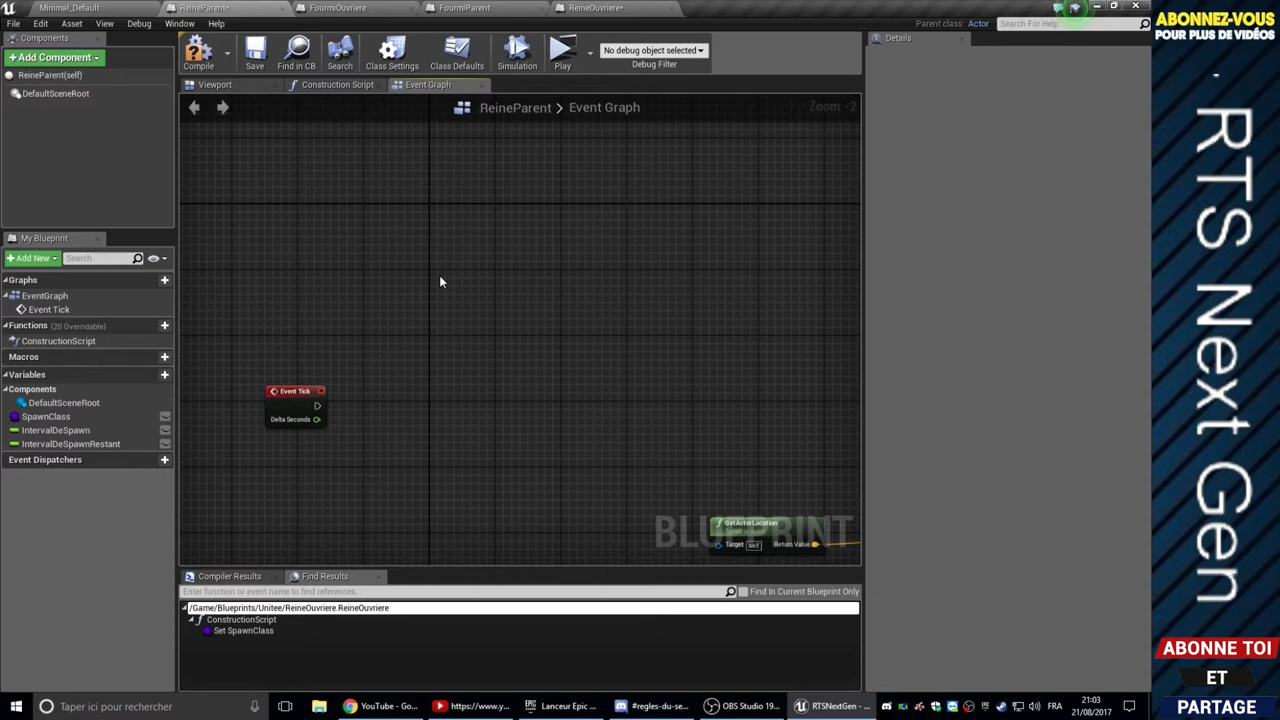 Minimal_Default
ReineParent*
FourmiOuvriere
FourmiParent
ReineOuvriere*
File Edit Asset View Debug Window Help
Parent class: Actor
Search For Help
Components
Details
+ Add Component
ReineParent(self)
DefaultSceneRoot
Compile
Save
Find in CB
Search
Class Settings
Class Defaults
Simulation
Play
No debug object selected
Debug Filter
Viewport
Construction Script
Event Graph
ReineParent > Event Graph
Zoom -2
My Blueprint
+ Add New
Search
Graphs
EventGraph
Event Tick
Functions (20 Overridable)
ConstructionScript
Macros
Variables
Components
DefaultSceneRoot
SpawnClass
IntervalDeSpawn
IntervalDeSpawnRestant
Event Dispatchers
Event Tick
Delta Seconds
BLUEPRINT
GetActorLocation
Target self Return Value
Compiler Results
Find Results
Enter function or event name to find references...
Find In Current Blueprint Only
/Game/Blueprints/Unitee/ReineOuvriere.ReineOuvriere
ConstructionScript
Set SpawnClass
Taper ici pour rechercher
YouTube - Go...
https://www.y...
Lanceur Epic ...
#regles-du-se...
OBS Studio 19...
RTSNextGen - ...
FR
21:03
21/08/2017
ABONNEZ-VOUS
POUR PLUS DE VIDÉOS
- RTS Next Gen
ABONNE TOI
ET
PARTAGE